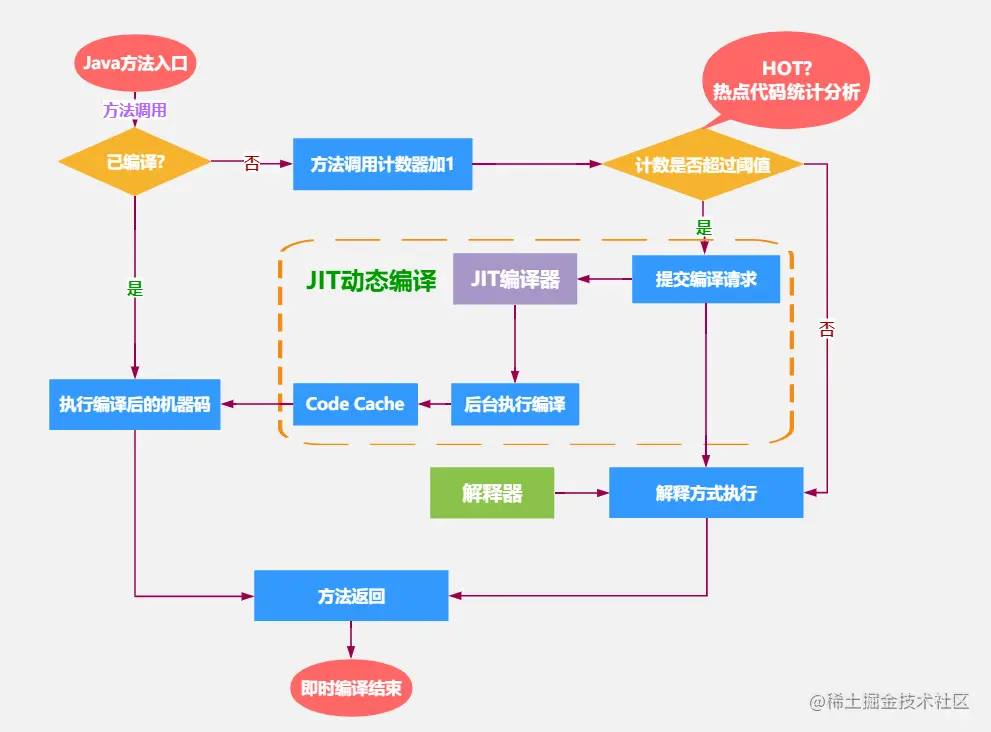 Java方法入口
方法调用
HOT?
热点代码统计分析
已编译?
否
方法调用计数器加1
计数是否超过阈值
是
JIT动态编译
JIT编译器
提交编译请求
是
否
执行编译后的机器码
Code Cache
后台执行编译
解释器
解释方式执行
方法返回
即时编译结束
@稀土掘金技术社区